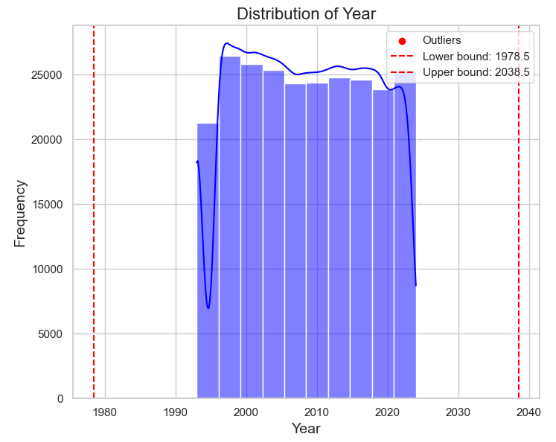 Distribution of Year
Outliers
Lower bound: 1978.5
Upper bound: 2038.5
25000
20000
15000
10000
5000
0
Frequency
1980 1990 2000 2010 2020 2030 2040
Year